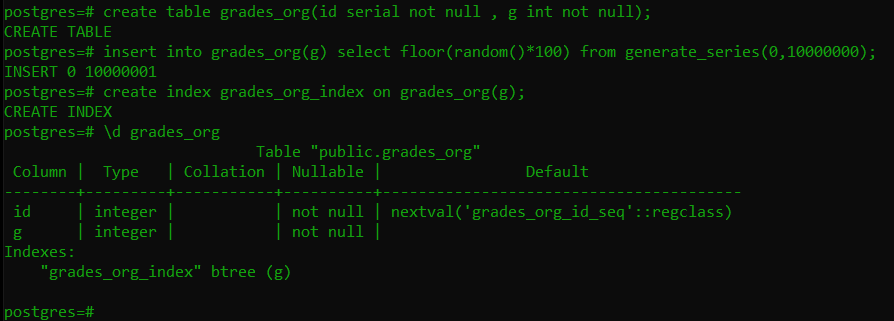 postgres=# create table grades_org(id serial not null , g int not null);
CREATE TABLE
postgres=# insert into grades_org(g) select floor(random()*100) from generate_series(0,10000000);
INSERT 0 10000001
postgres=# create index grades_org_index on grades_org(g);
CREATE INDEX
postgres=# \d grades_org
                            Table "public.grades_org"
 Column |  Type   | Collation | Nullable |                Default
--------+---------+-----------+----------+----------------------------------------
 id     | integer |           | not null | nextval('grades_org_id_seq'::regclass)
 g      | integer |           | not null |
Indexes:
    "grades_org_index" btree (g)
postgres=#